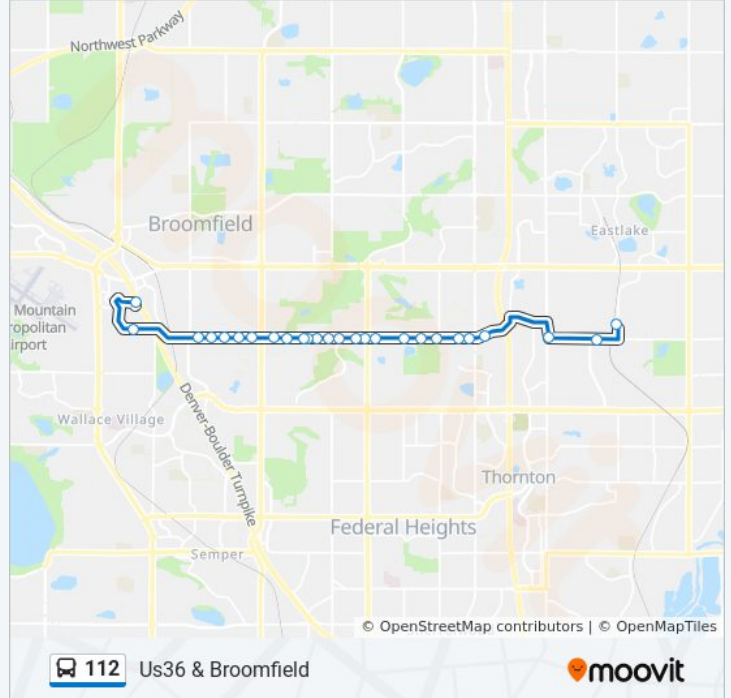 Northwest Parkway
Broomfield
Eastlake
Mountain
ropolitan
irport
Denver-Boulder Turnpike
Wallace Village
Thornton
Federal Heights
Semper
© OpenStreetMap contributors | © OpenMapTiles
112 Us36 & Broomfield
moovit